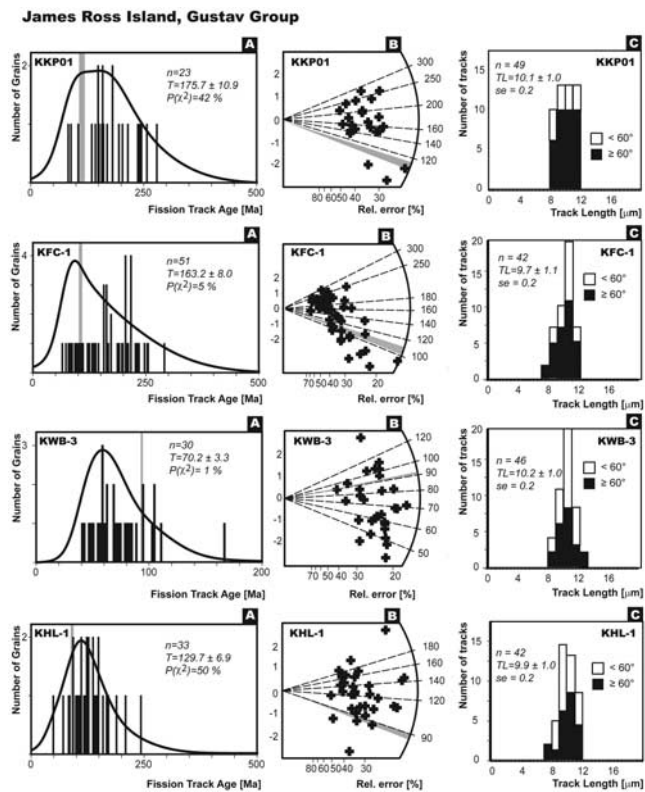 James Ross Island, Gustav Group
A
KKP01
n=23
T=175.7 ± 10.9
P(χ2)=42 %
Number of Grains
2
0
250
500
Fission Track Age [Ma]
B
KKP01
2
1
0
-1
-2
300
250
200
160
140
120
80 60 50 40
30
Rel. error [%]
C
KKP01
n = 49
TL=10.1 ± 1.0
se = 0.2
< 60°
≥ 60°
Number of tracks
15
10
5
0
0
4
8
12
Track Length [μm]
A
KFC-1
n=51
T=163.2 ± 8.0
P(χ2)=5 %
Number of Grains
4
0
250
500
Fission Track Age [Ma]
B
KFC-1
2
1
0
-1
-2
300
250
180
160
140
120
100
70 50 40 30
20
Rel. error [%]
C
KFC-1
n = 42
TL=9.7 ± 1.1
se = 0.2
< 60°
≥ 60°
Number of tracks
20
15
10
5
0
0
4
8
12
Track Length [μm]
A
KWB-3
n=30
T=70.2 ± 3.3
P(χ2)= 1 %
Number of Grains
3
0
100
200
Fission Track Age [Ma]
B
KWB-3
2
1
0
-1
-2
120
100
90
80
70
60
50
70 50 40 30
20
Rel. error [%]
C
KWB-3
n = 46
TL=10.2 ± 1.0
se = 0.2
< 60°
≥ 60°
Number of tracks
20
15
10
5
0
0
4
8
12
Track Length [μm]
A
KHL-1
n=33
T=129.7 ± 6.9
P(χ2)=50 %
Number of Grains
2
0
250
500
Fission Track Age [Ma]
B
KHL-1
2
1
0
-1
-2
180
160
140
120
90
80 60 50 40
30
Rel. error [%]
C
KHL-1
n = 42
TL=9.9 ± 1.0
se = 0.2
< 60°
≥ 60°
Number of tracks
15
10
5
0
0
4
8
12
16
Track Length [μm]